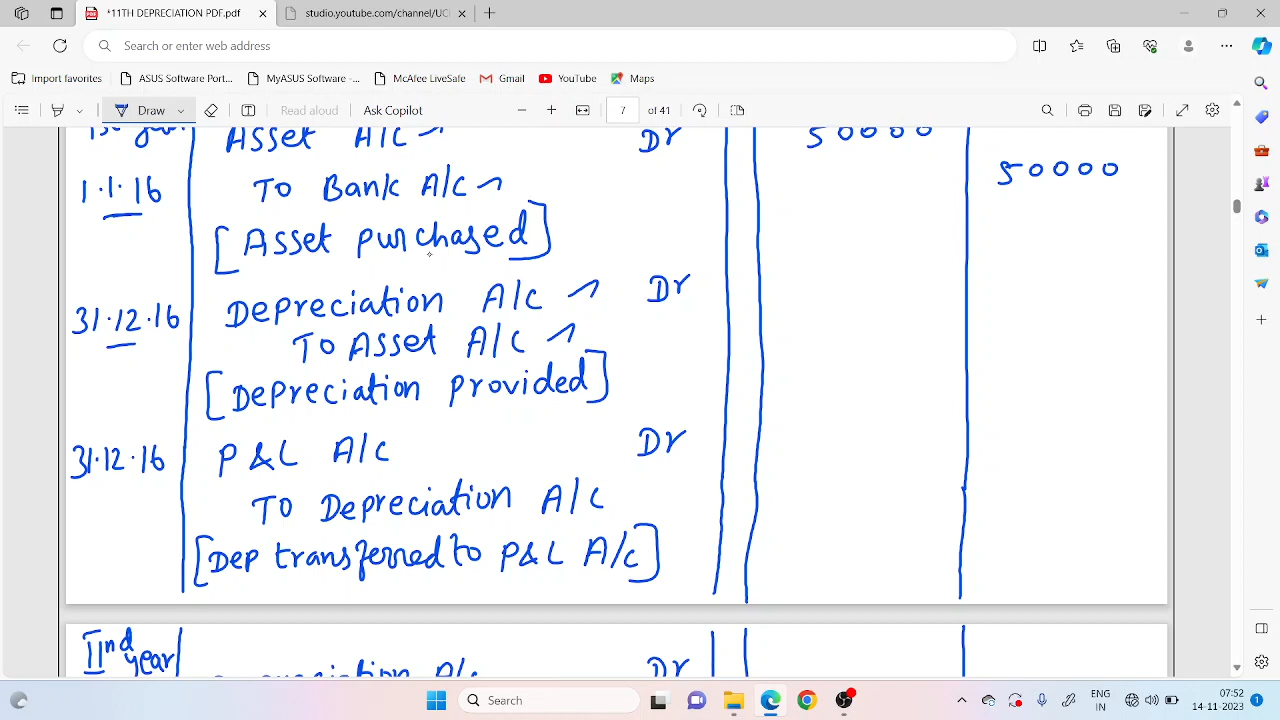 *11TH DEPRECIATION PDF.pdf
studio.youtube.com/channel/UC
Search or enter web address
Import favorites
ASUS Software Port...
MyASUS Software -...
McAfee LiveSafe
Gmail
YouTube
Maps
Draw
Read aloud
Ask Copilot
7 of 41
Asset A/c Dr 50000
1.1.16 To Bank A/c 50000
[Asset purchased]
31.12.16 Depreciation A/c Dr
To Asset A/c
[Depreciation provided]
31.12.16 P&L A/c Dr
To Depreciation A/c
[Dep transferred to P&L A/c]
IInd year
Depreciation A/c Dr
Search
ENG
IN
07:52
14-11-2023